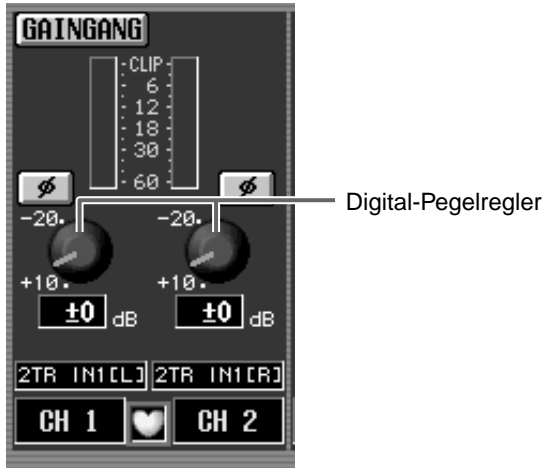 GAINGANG
CLIP
6
12
18
30
60
ø ø
Digital-Pegelregler
-20 -20
+10 +10
±0 dB ±0 dB
2TR IN1[L] 2TR IN1[R]
CH 1 CH 2